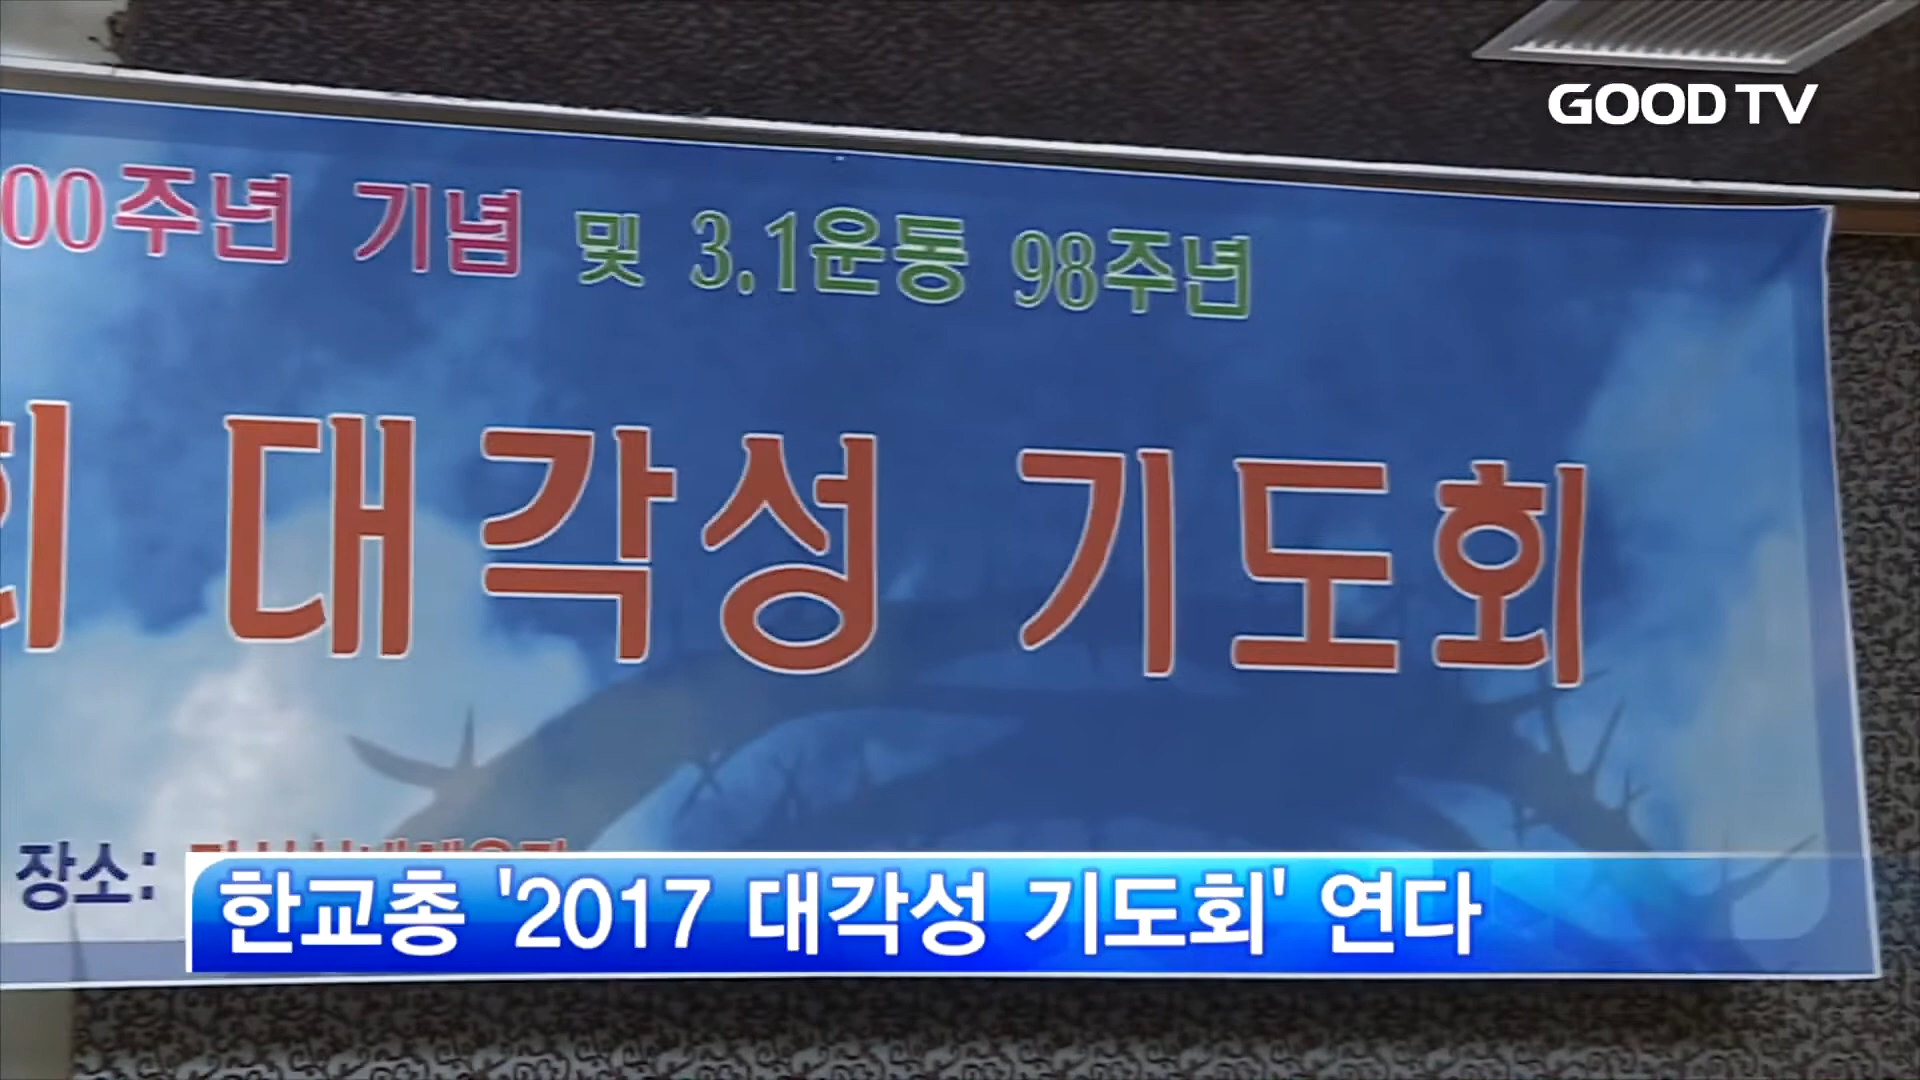 GOOD TV
00주년 기념 및 3.1운동 98주년
회 대각성 기도회
장소:
한교총 '2017 대각성 기도회' 연다